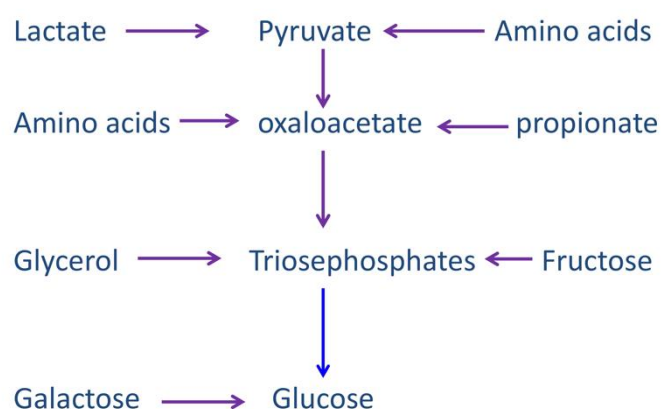 Lactate Pyruvate Amino acids
Amino acids oxaloacetate propionate
Glycerol Triosephosphates Fructose
Galactose Glucose